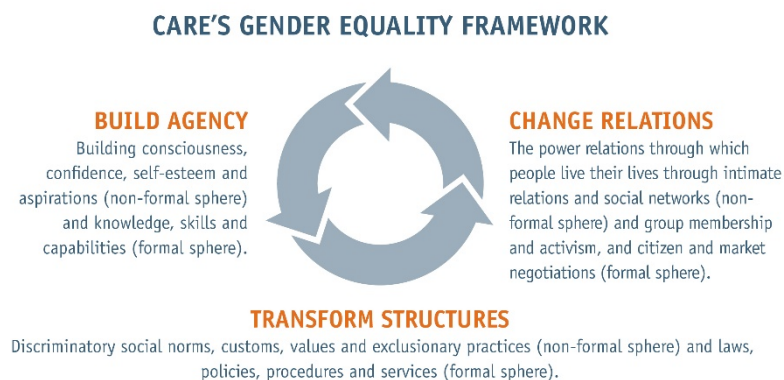 CARE'S GENDER EQUALITY FRAMEWORK
BUILD AGENCY
Building consciousness,
confidence, self-esteem and
aspirations (non-formal sphere)
and knowledge, skills and
capabilities (formal sphere).
CHANGE RELATIONS
The power relations through which
people live their lives through intimate
relations and social networks (non-
formal sphere) and group membership
and activism, and citizen and market
negotiations (formal sphere).
TRANSFORM STRUCTURES
Discriminatory social norms, customs, values and exclusionary practices (non-formal sphere) and laws,
policies, procedures and services (formal sphere).